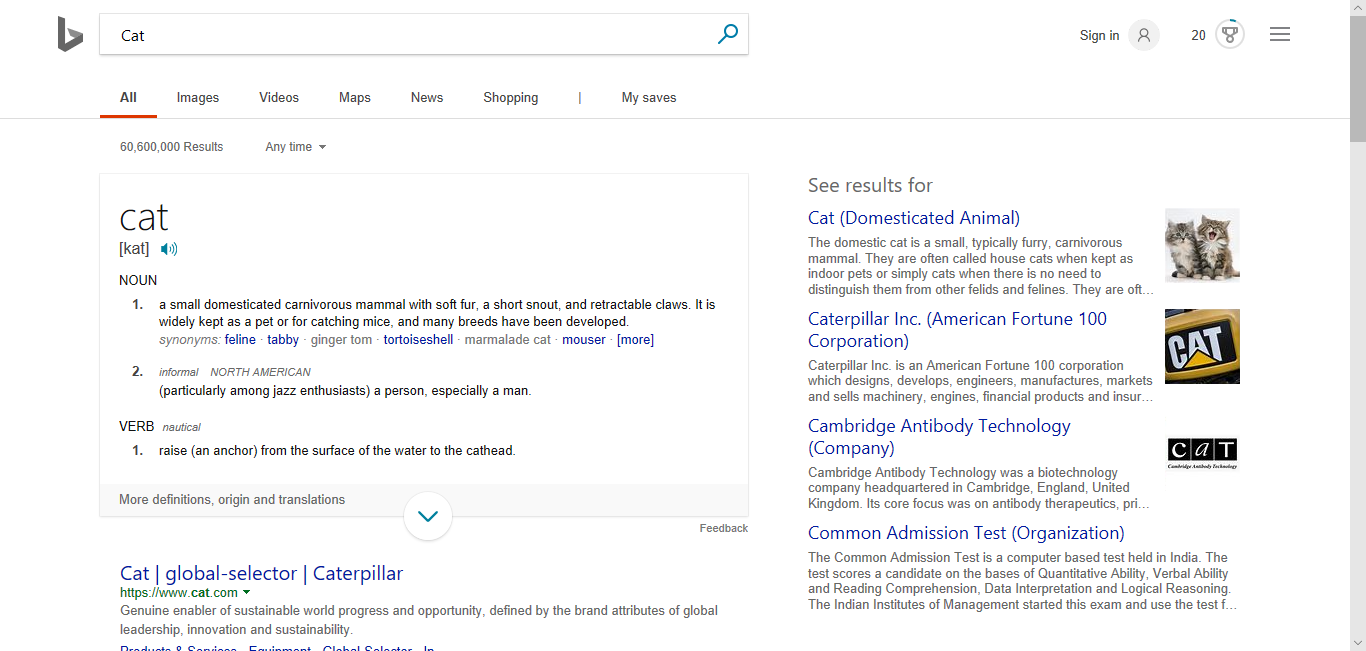 Cat
Sign in
20
All Images Videos Maps News Shopping | My saves
60,600,000 Results Any time
cat
[kat]
NOUN
1. a small domesticated carnivorous mammal with soft fur, a short snout, and retractable claws. It is
widely kept as a pet or for catching mice, and many breeds have been developed.
synonyms: feline · tabby · ginger tom · tortoiseshell · marmalade cat · mouser · [more]
2. informal NORTH AMERICAN
(particularly among jazz enthusiasts) a person, especially a man.
VERB nautical
1. raise (an anchor) from the surface of the water to the cathead.
More definitions, origin and translations
Feedback
Cat | global-selector | Caterpillar
https://www.cat.com
Genuine enabler of sustainable world progress and opportunity, defined by the brand attributes of global
leadership, innovation and sustainability.
Products & Services · Equipment · Global Selector · In
See results for
Cat (Domesticated Animal)
The domestic cat is a small, typically furry, carnivorous
mammal. They are often called house cats when kept as
indoor pets or simply cats when there is no need to
distinguish them from other felids and felines. They are oft...
Caterpillar Inc. (American Fortune 100
Corporation)
Caterpillar Inc. is an American Fortune 100 corporation
which designs, develops, engineers, manufactures, markets
and sells machinery, engines, financial products and insur...
CAT
Cambridge Antibody Technology
(Company)
Cambridge Antibody Technology was a biotechnology
company headquartered in Cambridge, England, United
Kingdom. Its core focus was on antibody therapeutics, pri...
CaT
Cambridge Antibody Technology
Common Admission Test (Organization)
The Common Admission Test is a computer based test held in India. The
test scores a candidate on the bases of Quantitative Ability, Verbal Ability
and Reading Comprehension, Data Interpretation and Logical Reasoning.
The Indian Institutes of Management started this exam and use the test f...